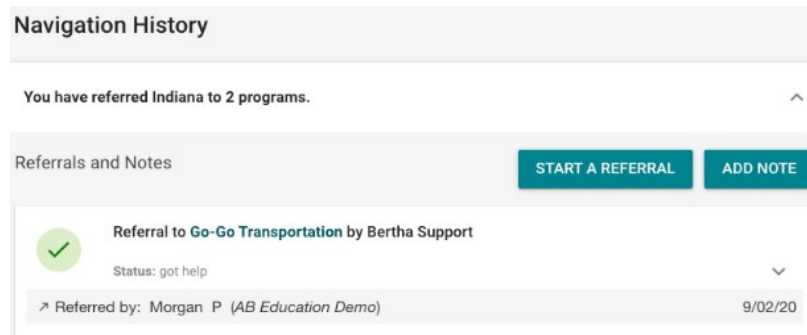 Navigation History
You have referred Indiana to 2 programs.
Referrals and Notes
START A REFERRAL
ADD NOTE
Referral to Go-Go Transportation by Bertha Support
Status: got help
↗ Referred by: Morgan P (AB Education Demo) 9/02/20